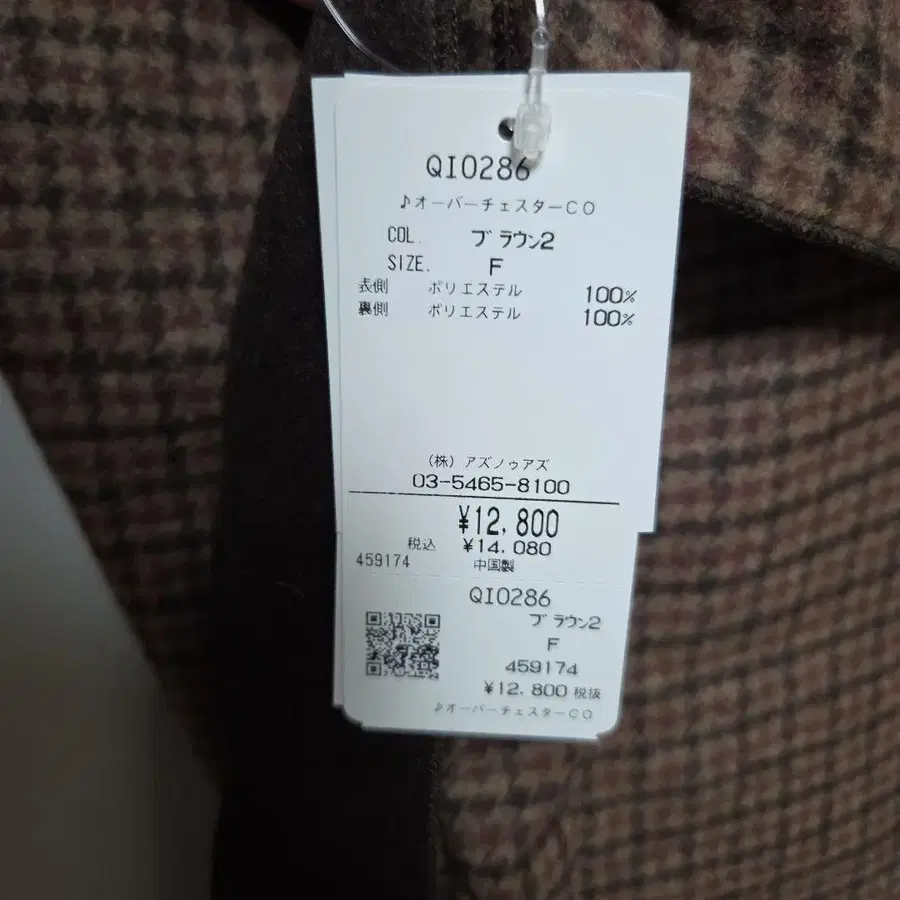 QI0286
♪オーバーチェスターCO
COL. ブラウン2
SIZE. F
表側 ポリエステル 100%
裏側 ポリエステル 100%
(株) アズノゥアズ
03-5465-8100
¥12,800
税込 ¥14,080
459174 中国製
QI0286
ブラウン2
F
459174
¥12,800 税抜
♪オーバーチェスターCO